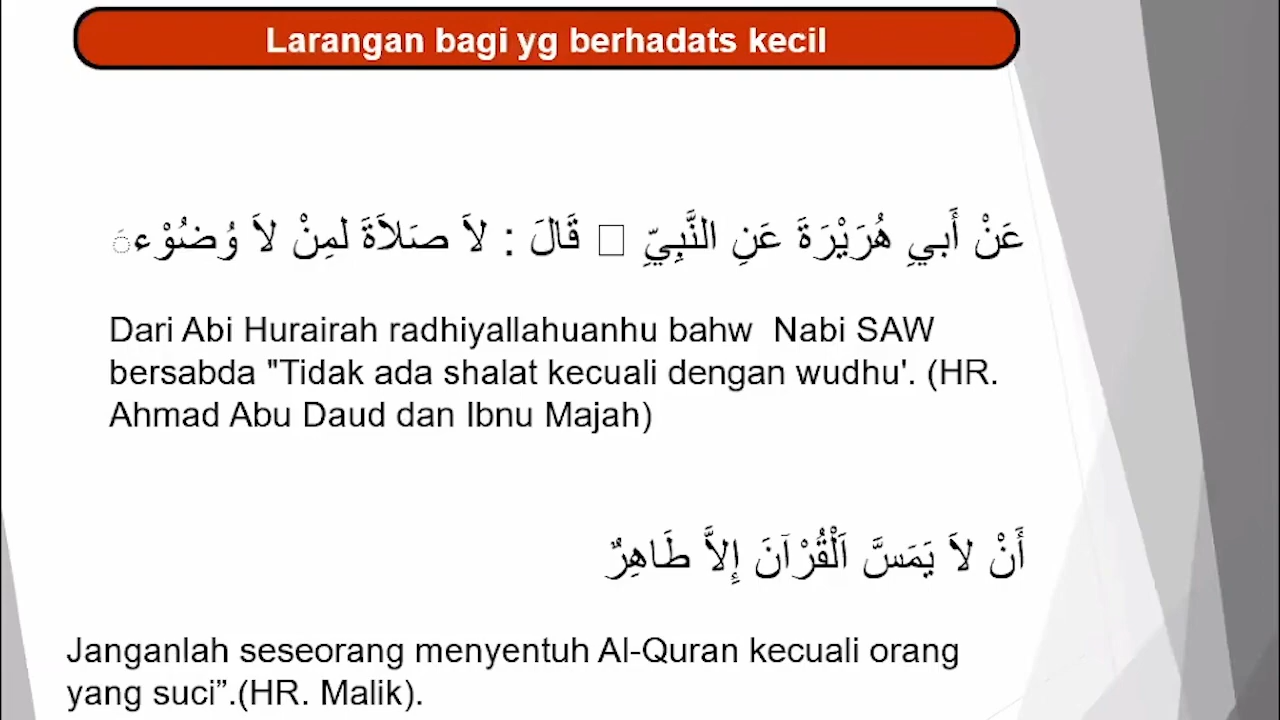 Larangan bagi yg berhadats kecil
عَنْ أَبيِ هُرَيْرَةَ عَنِ النَّبِيِّ □ قَالَ : لاَ صَلاَةَ لمِنْ لاَ وُضُوْء َ
Dari Abi Hurairah radhiyallahuanhu bahw Nabi SAW
bersabda "Tidak ada shalat kecuali dengan wudhu'. (HR.
Ahmad Abu Daud dan Ibnu Majah)
أَنْ لاَ يَمَسَّ اَلْقُرْآنَ إِلاَّ طَاهِرٌ
Janganlah seseorang menyentuh Al-Quran kecuali orang
yang suci”.(HR. Malik).